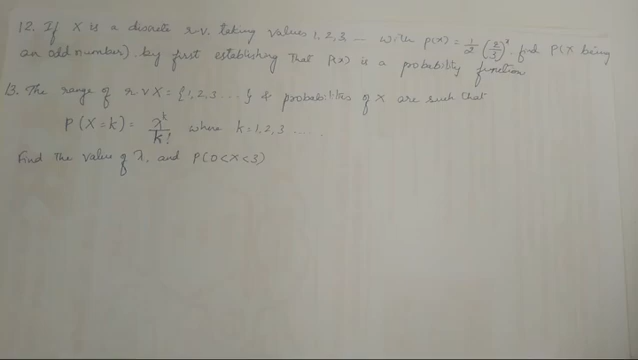 12. If X is a discrete r.v. taking values 1, 2, 3, — with P(x) = 1/2 (2/3)^x. find P(X being
an odd number) by first establishing that P(x) is a probability function
13. The range of r.v X = {1, 2, 3 ....} & probabilities of X are such that
P(X = k) = λ^k / k! where k = 1, 2, 3 .....
Find the value of λ, and P(0 < X < 3)